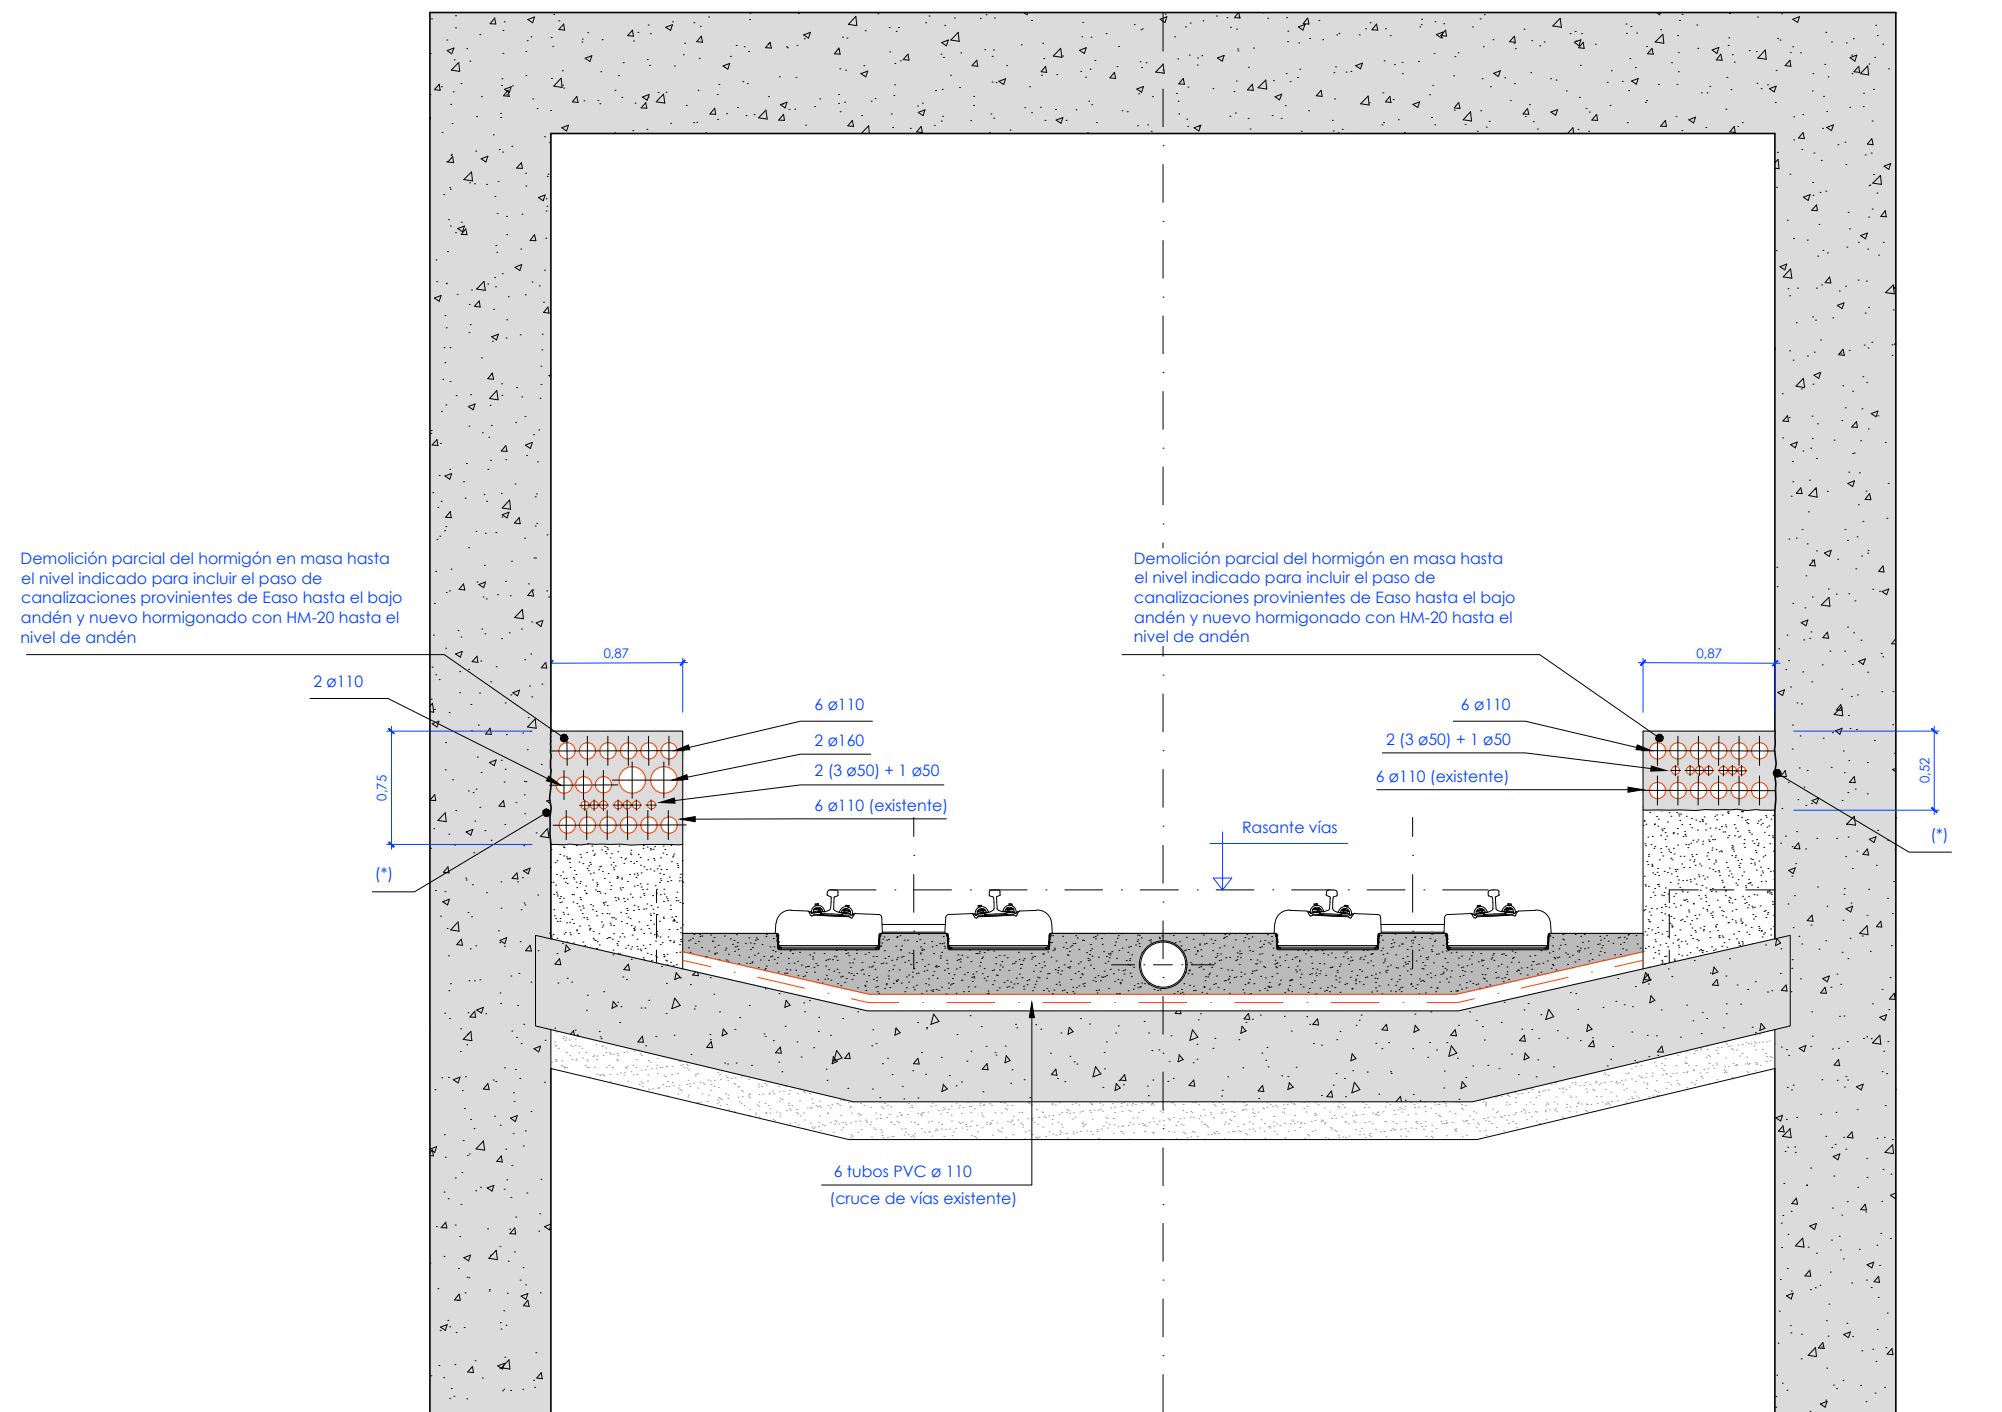 Demolición parcial del hormigón en masa hasta
el nivel indicado para incluir el paso de
canalizaciones provinientes de Easo hasta el bajo
andén y nuevo hormigonado con HM-20 hasta el
nivel de andén
2 ø110
0,75
(*)
0,87
6 ø110
2 ø160
2 (3 ø50) + 1 ø50
6 ø110 (existente)
Demolición parcial del hormigón en masa hasta
el nivel indicado para incluir el paso de
canalizaciones provinientes de Easo hasta el bajo
andén y nuevo hormigonado con HM-20 hasta el
nivel de andén
0,87
6 ø110
2 (3 ø50) + 1 ø50
6 ø110 (existente)
0,52
(*)
Rasante vías
6 tubos PVC ø 110
(cruce de vías existente)